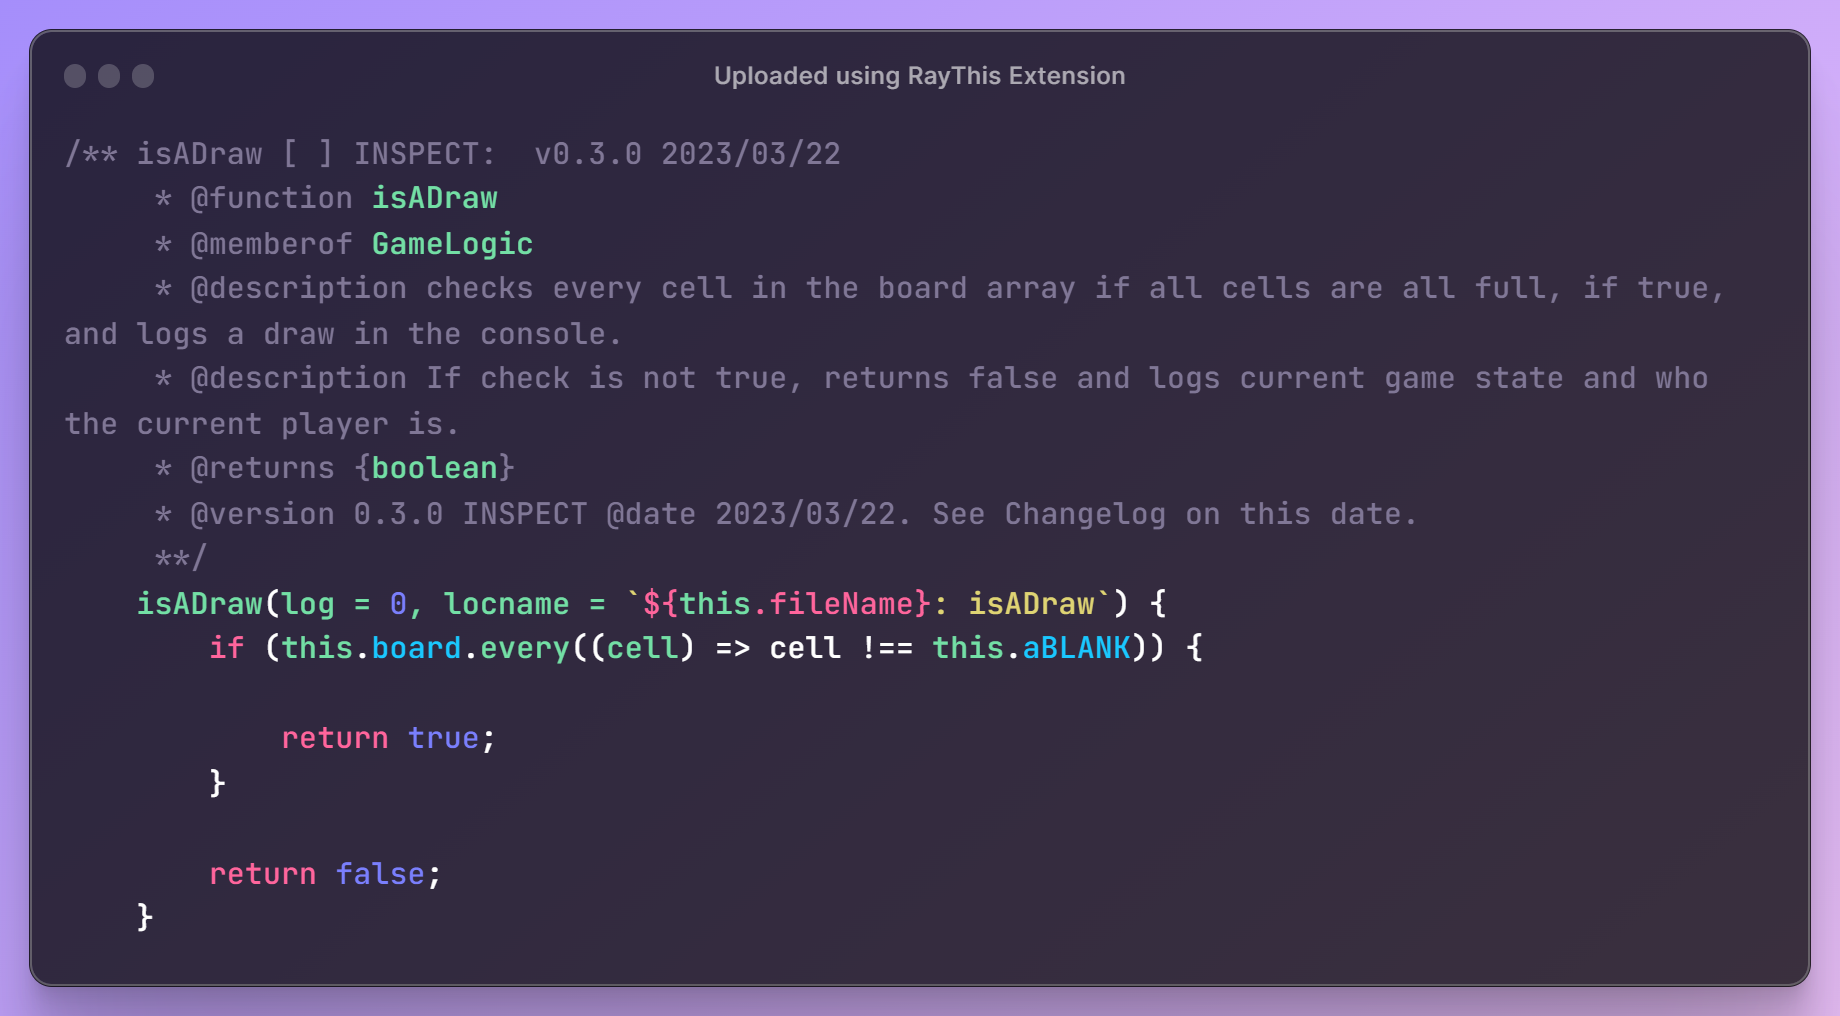 Uploaded using RayThis Extension
/** isADraw [ ] INSPECT:  v0.3.0 2023/03/22
     * @function isADraw
     * @memberof GameLogic
     * @description checks every cell in the board array if all cells are all full, if true,
and logs a draw in the console.
     * @description If check is not true, returns false and logs current game state and who
the current player is.
     * @returns {boolean}
     * @version 0.3.0 INSPECT @date 2023/03/22. See Changelog on this date.
     **/
    isADraw(log = 0, locname = `${this.fileName}: isADraw`) {
        if (this.board.every((cell) => cell !== this.aBLANK)) {
            return true;
        }
        return false;
    }